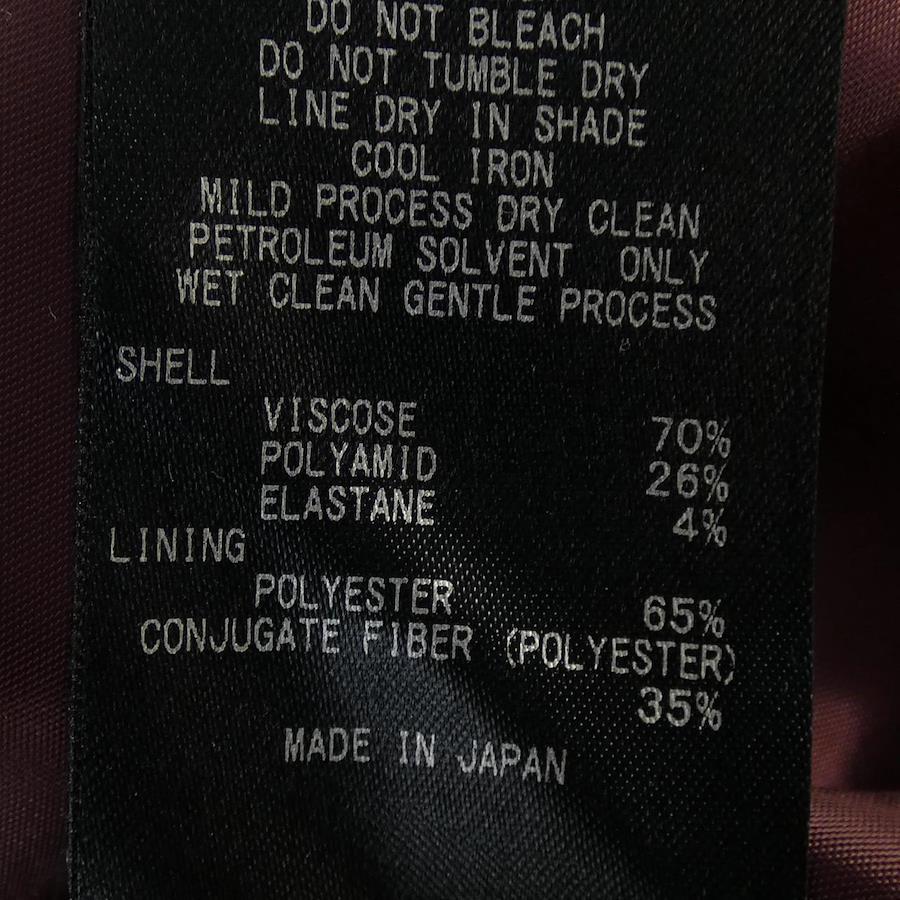 DO NOT BLEACH
DO NOT TUMBLE DRY
LINE DRY IN SHADE
COOL IRON
MILD PROCESS DRY CLEAN
PETROLEUM SOLVENT ONLY
WET CLEAN GENTLE PROCESS
SHELL
VISCOSE 70%
POLYAMID 26%
ELASTANE 4%
LINING
POLYESTER 65%
CONJUGATE FIBER (POLYESTER)
35%
MADE IN JAPAN